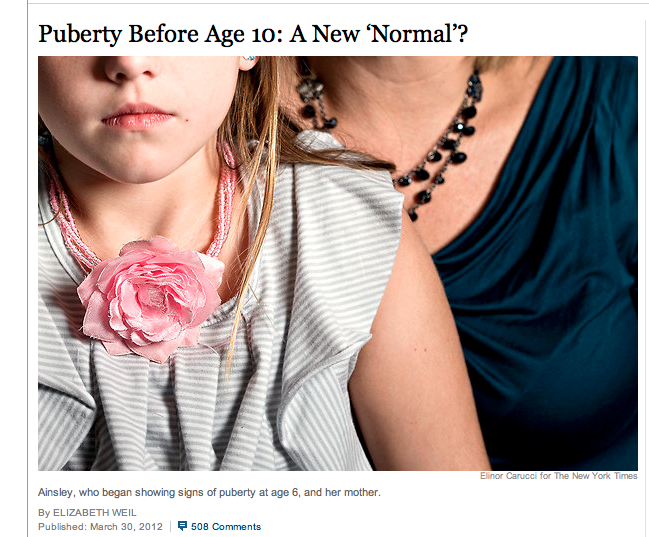 Puberty Before Age 10: A New ‘Normal’?
Elinor Carucci for The New York Times
Ainsley, who began showing signs of puberty at age 6, and her mother.
By ELIZABETH WEIL
Published: March 30, 2012
508 Comments